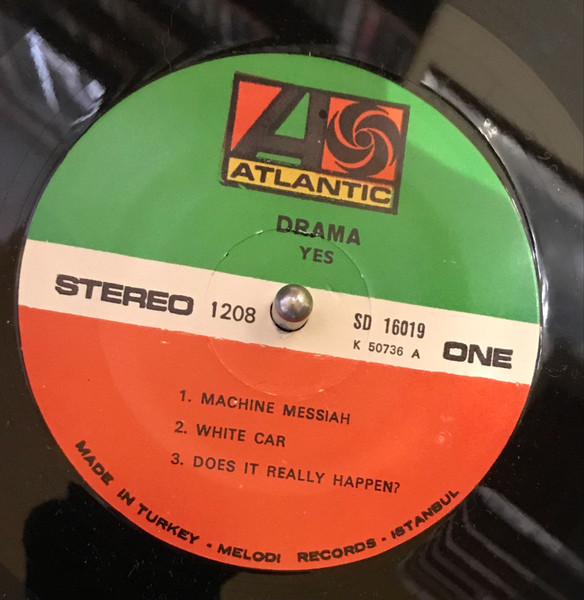 ATLANTIC
DRAMA
YES
STEREO 1208 SD 16019 ONE
K 50736 A
1. MACHINE MESSIAH
2. WHITE CAR
3. DOES IT REALLY HAPPEN?
MADE IN TURKEY • MELODI RECORDS • ISTANBUL